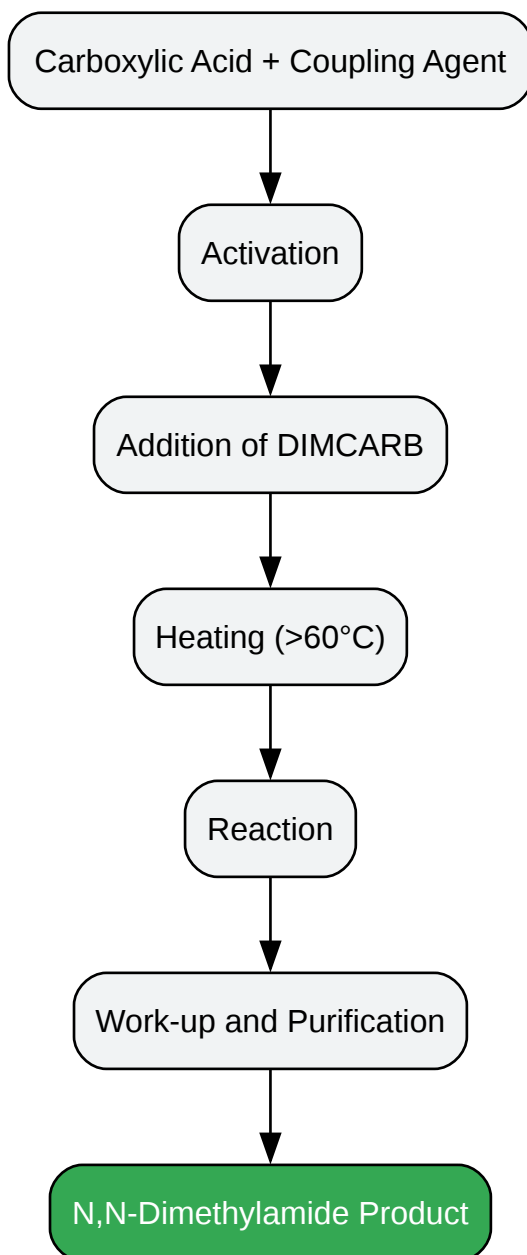 Carboxylic Acid + Coupling Agent
Activation
Addition of DIMCARB
Heating (>60°C)
Reaction
Work-up and Purification
N,N-Dimethylamide Product